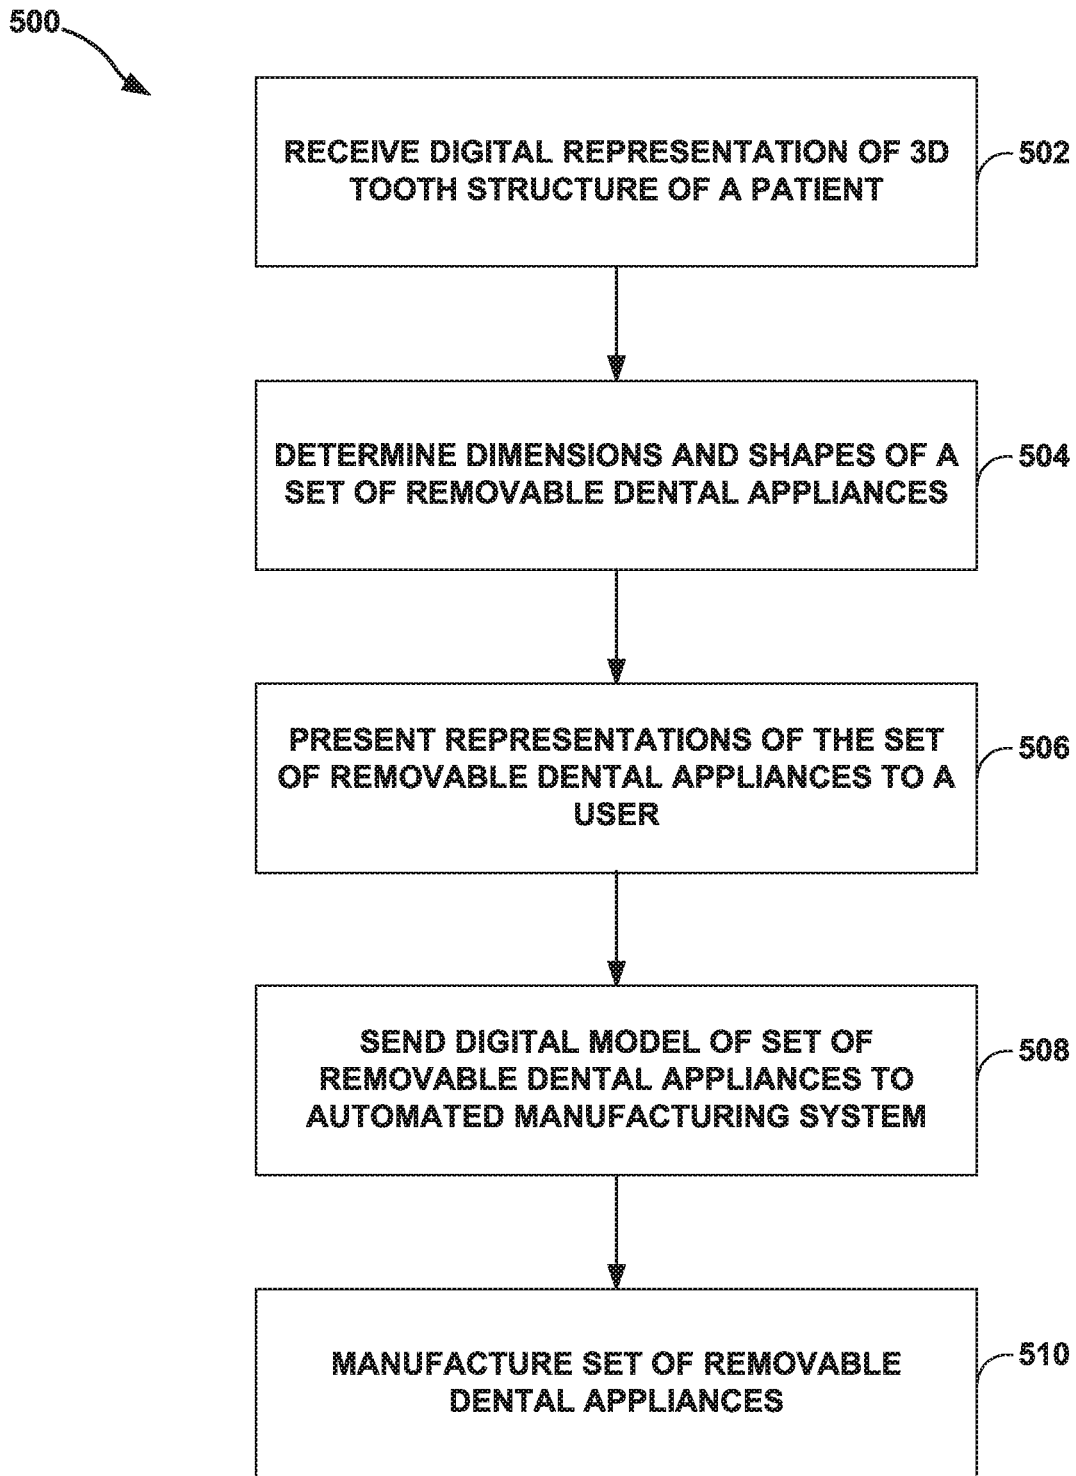 500
RECEIVE DIGITAL REPRESENTATION OF 3D
TOOTH STRUCTURE OF A PATIENT
502
DETERMINE DIMENSIONS AND SHAPES OF A
SET OF REMOVABLE DENTAL APPLIANCES
504
PRESENT REPRESENTATIONS OF THE SET
OF REMOVABLE DENTAL APPLIANCES TO A
USER
506
SEND DIGITAL MODEL OF SET OF
REMOVABLE DENTAL APPLIANCES TO
AUTOMATED MANUFACTURING SYSTEM
508
MANUFACTURE SET OF REMOVABLE
DENTAL APPLIANCES
510